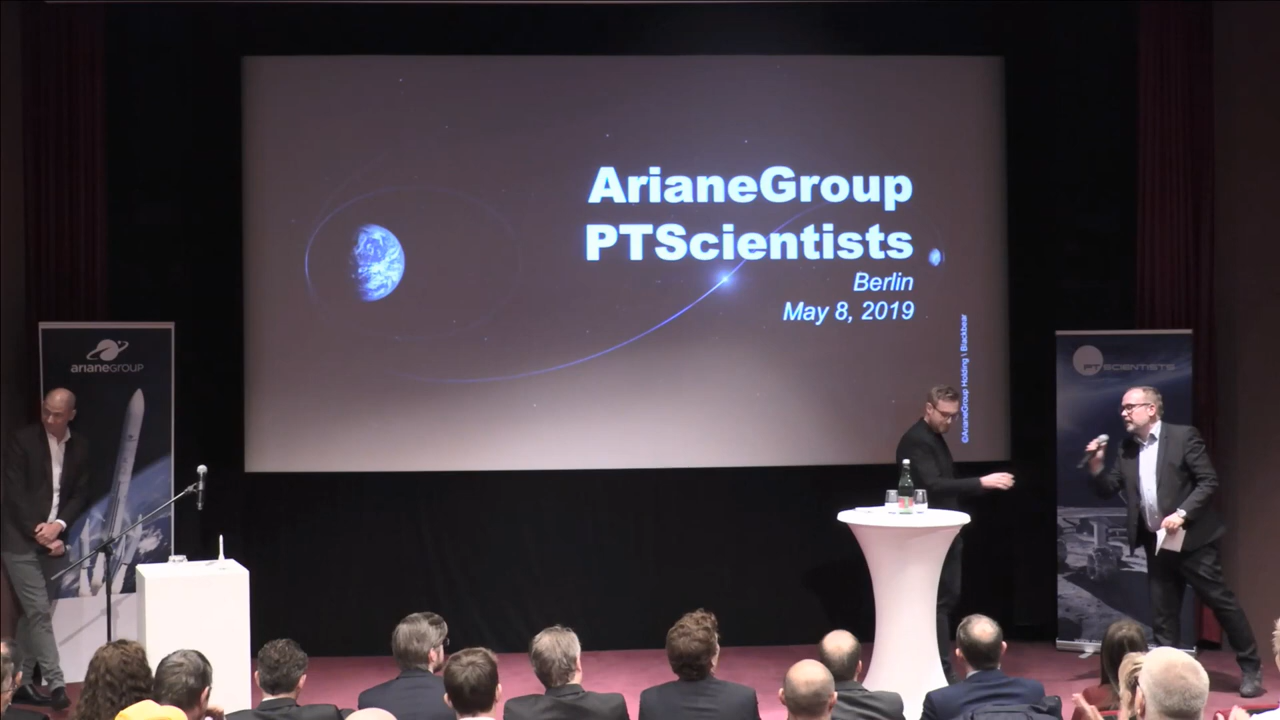 ArianeGroup
PTScientists
Berlin
May 8, 2019
©ArianeGroup Holding \ Blackbear
arianeGROUP
PTSCIENTISTS